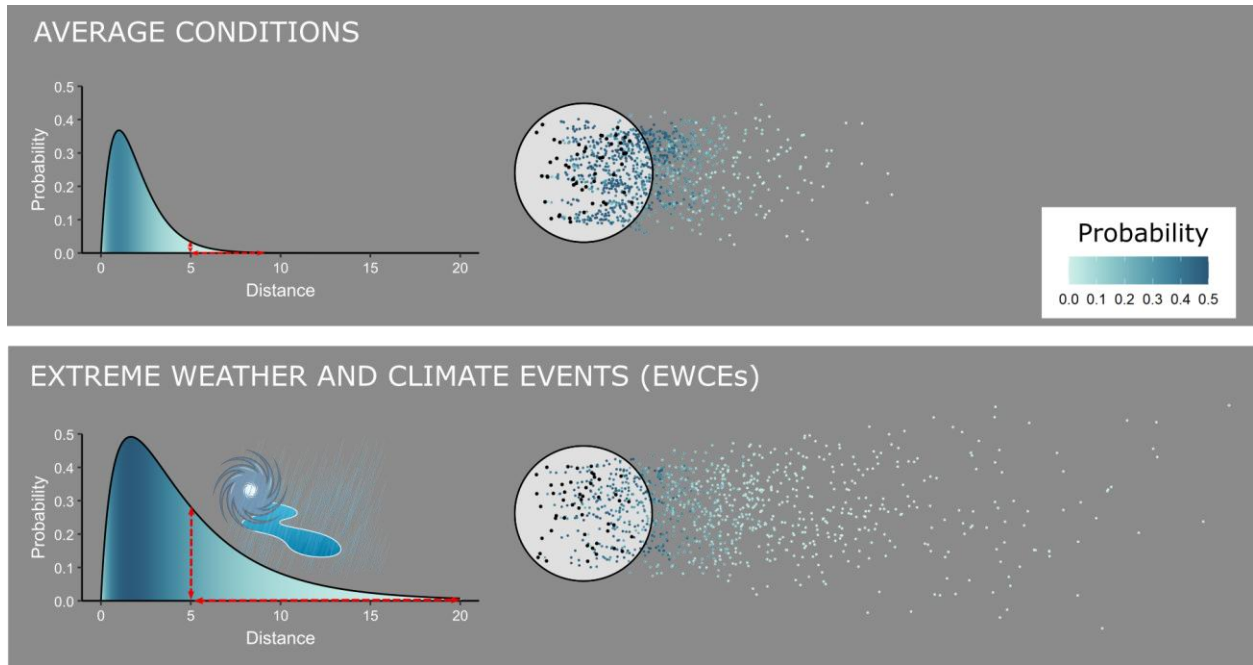 AVERAGE CONDITIONS
0.5
0.4
0.3
0.2
0.1
0.0
Probability
0 5 10 15 20
Distance
Probability
0.0 0.1 0.2 0.3 0.4 0.5
EXTREME WEATHER AND CLIMATE EVENTS (EWCEs)
0.5
0.4
0.3
0.2
0.1
0.0
Probability
0 5 10 15 20
Distance